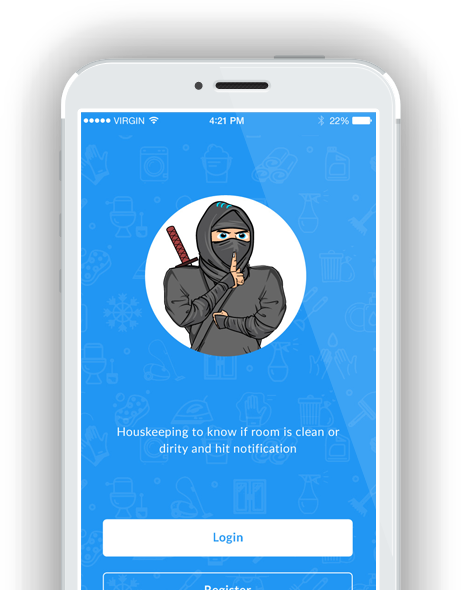 VIRGIN 4:21 PM 22%
Houskeeping to know if room is clean or
dirity and hit notification
Login
Register